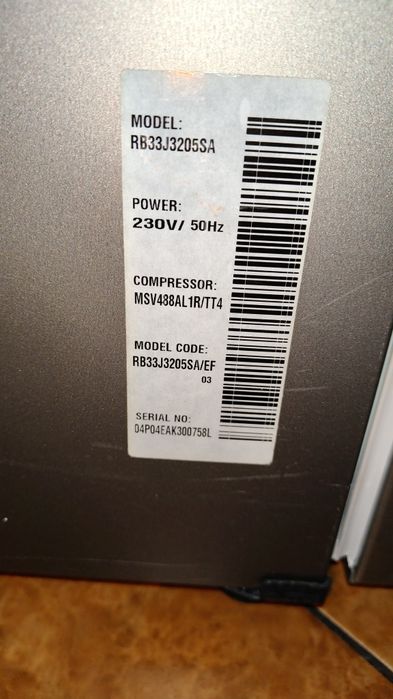 MODEL:
RB33J3205SA
POWER:
230V/ 50Hz
COMPRESSOR:
MSV488AL1R/TT4
MODEL CODE:
RB33J3205SA/EF
03
SERIAL NO:
04P04EAK300758L